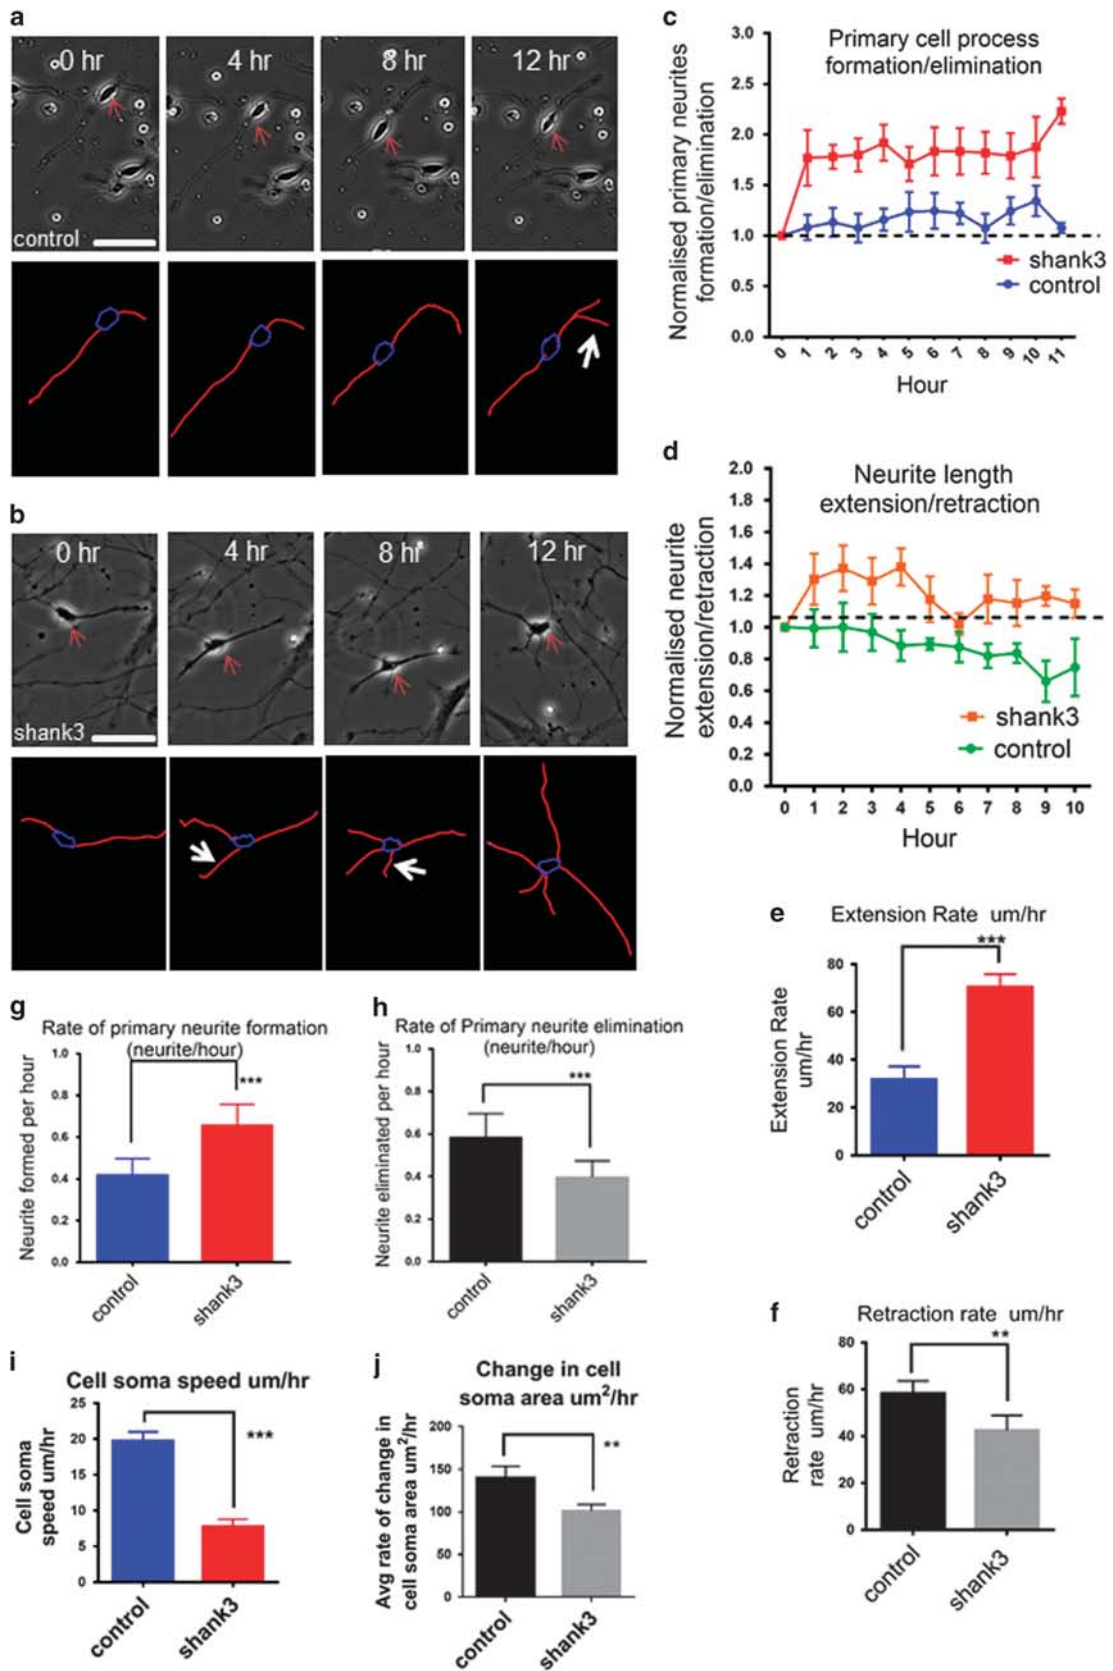 a
0 hr
4 hr
8 hr
12 hr
control
b
0 hr
4 hr
8 hr
12 hr
shank3
c
Primary cell process
formation/elimination
Normalised primary neurites
formation/elimination
3.0
2.5
2.0
1.5
1.0
0.5
0.0
shank3
control
0 1 2 3 4 5 6 7 8 9 10 11
Hour
d
Neurite length
extension/retraction
Normalised neurite
extension/retraction
2.0
1.8
1.6
1.4
1.2
1.0
0.8
0.6
0.4
0.2
0.0
shank3
control
0 1 2 3 4 5 6 7 8 9 10
Hour
e
Extension Rate um/hr
***
Extension Rate
um/hr
80
60
40
20
0
control
shank3
f
Retraction rate um/hr
**
Retraction
rate um/hr
80
60
40
20
0
control
shank3
g
Rate of primary neurite formation
(neurite/hour)
***
Neurite formed per hour
1.0
0.8
0.6
0.4
0.2
0.0
control
shank3
h
Rate of Primary neurite elimination
(neurite/hour)
***
Neurite eliminated per hour
1.0
0.8
0.6
0.4
0.2
0.0
control
shank3
i
Cell soma speed um/hr
***
Cell soma
speed um/hr
25
20
15
10
5
0
control
shank3
j
Change in cell
soma area um²/hr
**
Avg rate of change in
cell soma area um²/hr
200
150
100
50
0
control
shank3